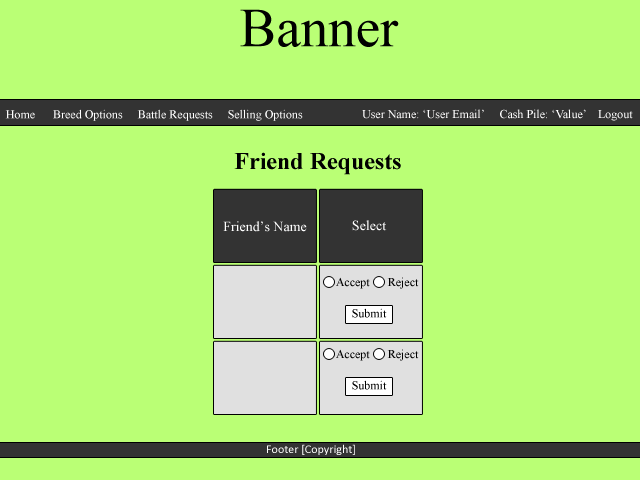 Banner
Home Breed Options Battle Requests Selling Options User Name: ‘User Email’ Cash Pile: ‘Value’ Logout
Friend Requests
Friend’s Name Select
Accept Reject
Submit
Accept Reject
Submit
Footer [Copyright]